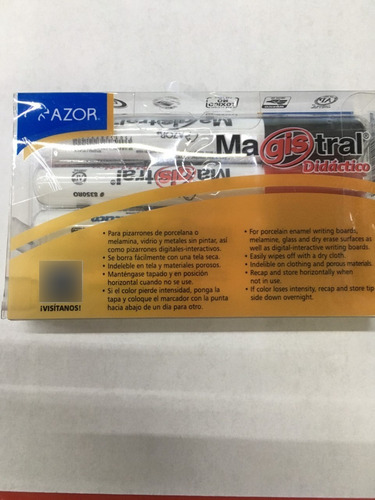 AZOR
Magistral®
Didáctico
AZOR
Magistral
9320RO
Para pizarrones de porcelana o
melamina, vidrio y metales sin pintar, así
como pizarrones digitales-interactivos.
Se borra fácilmente con una tela seca.
Indeleble en tela y materiales porosos.
Manténgase tapado y en posición
horizontal cuando no se use.
Si el color pierde intensidad, ponga la
tapa y coloque el marcador con la punta
hacia abajo de un día para otro.
For porcelain enamel writing boards,
melamine, glass and dry erase surfaces as
well as digital-interactive writing boards.
Easily wipes off with a dry cloth.
Indelible on clothing and porous materials.
Recap and store horizontally when
not in use.
If color loses intensity, recap and store tip
side down overnight.
¡VISÍTANOS!